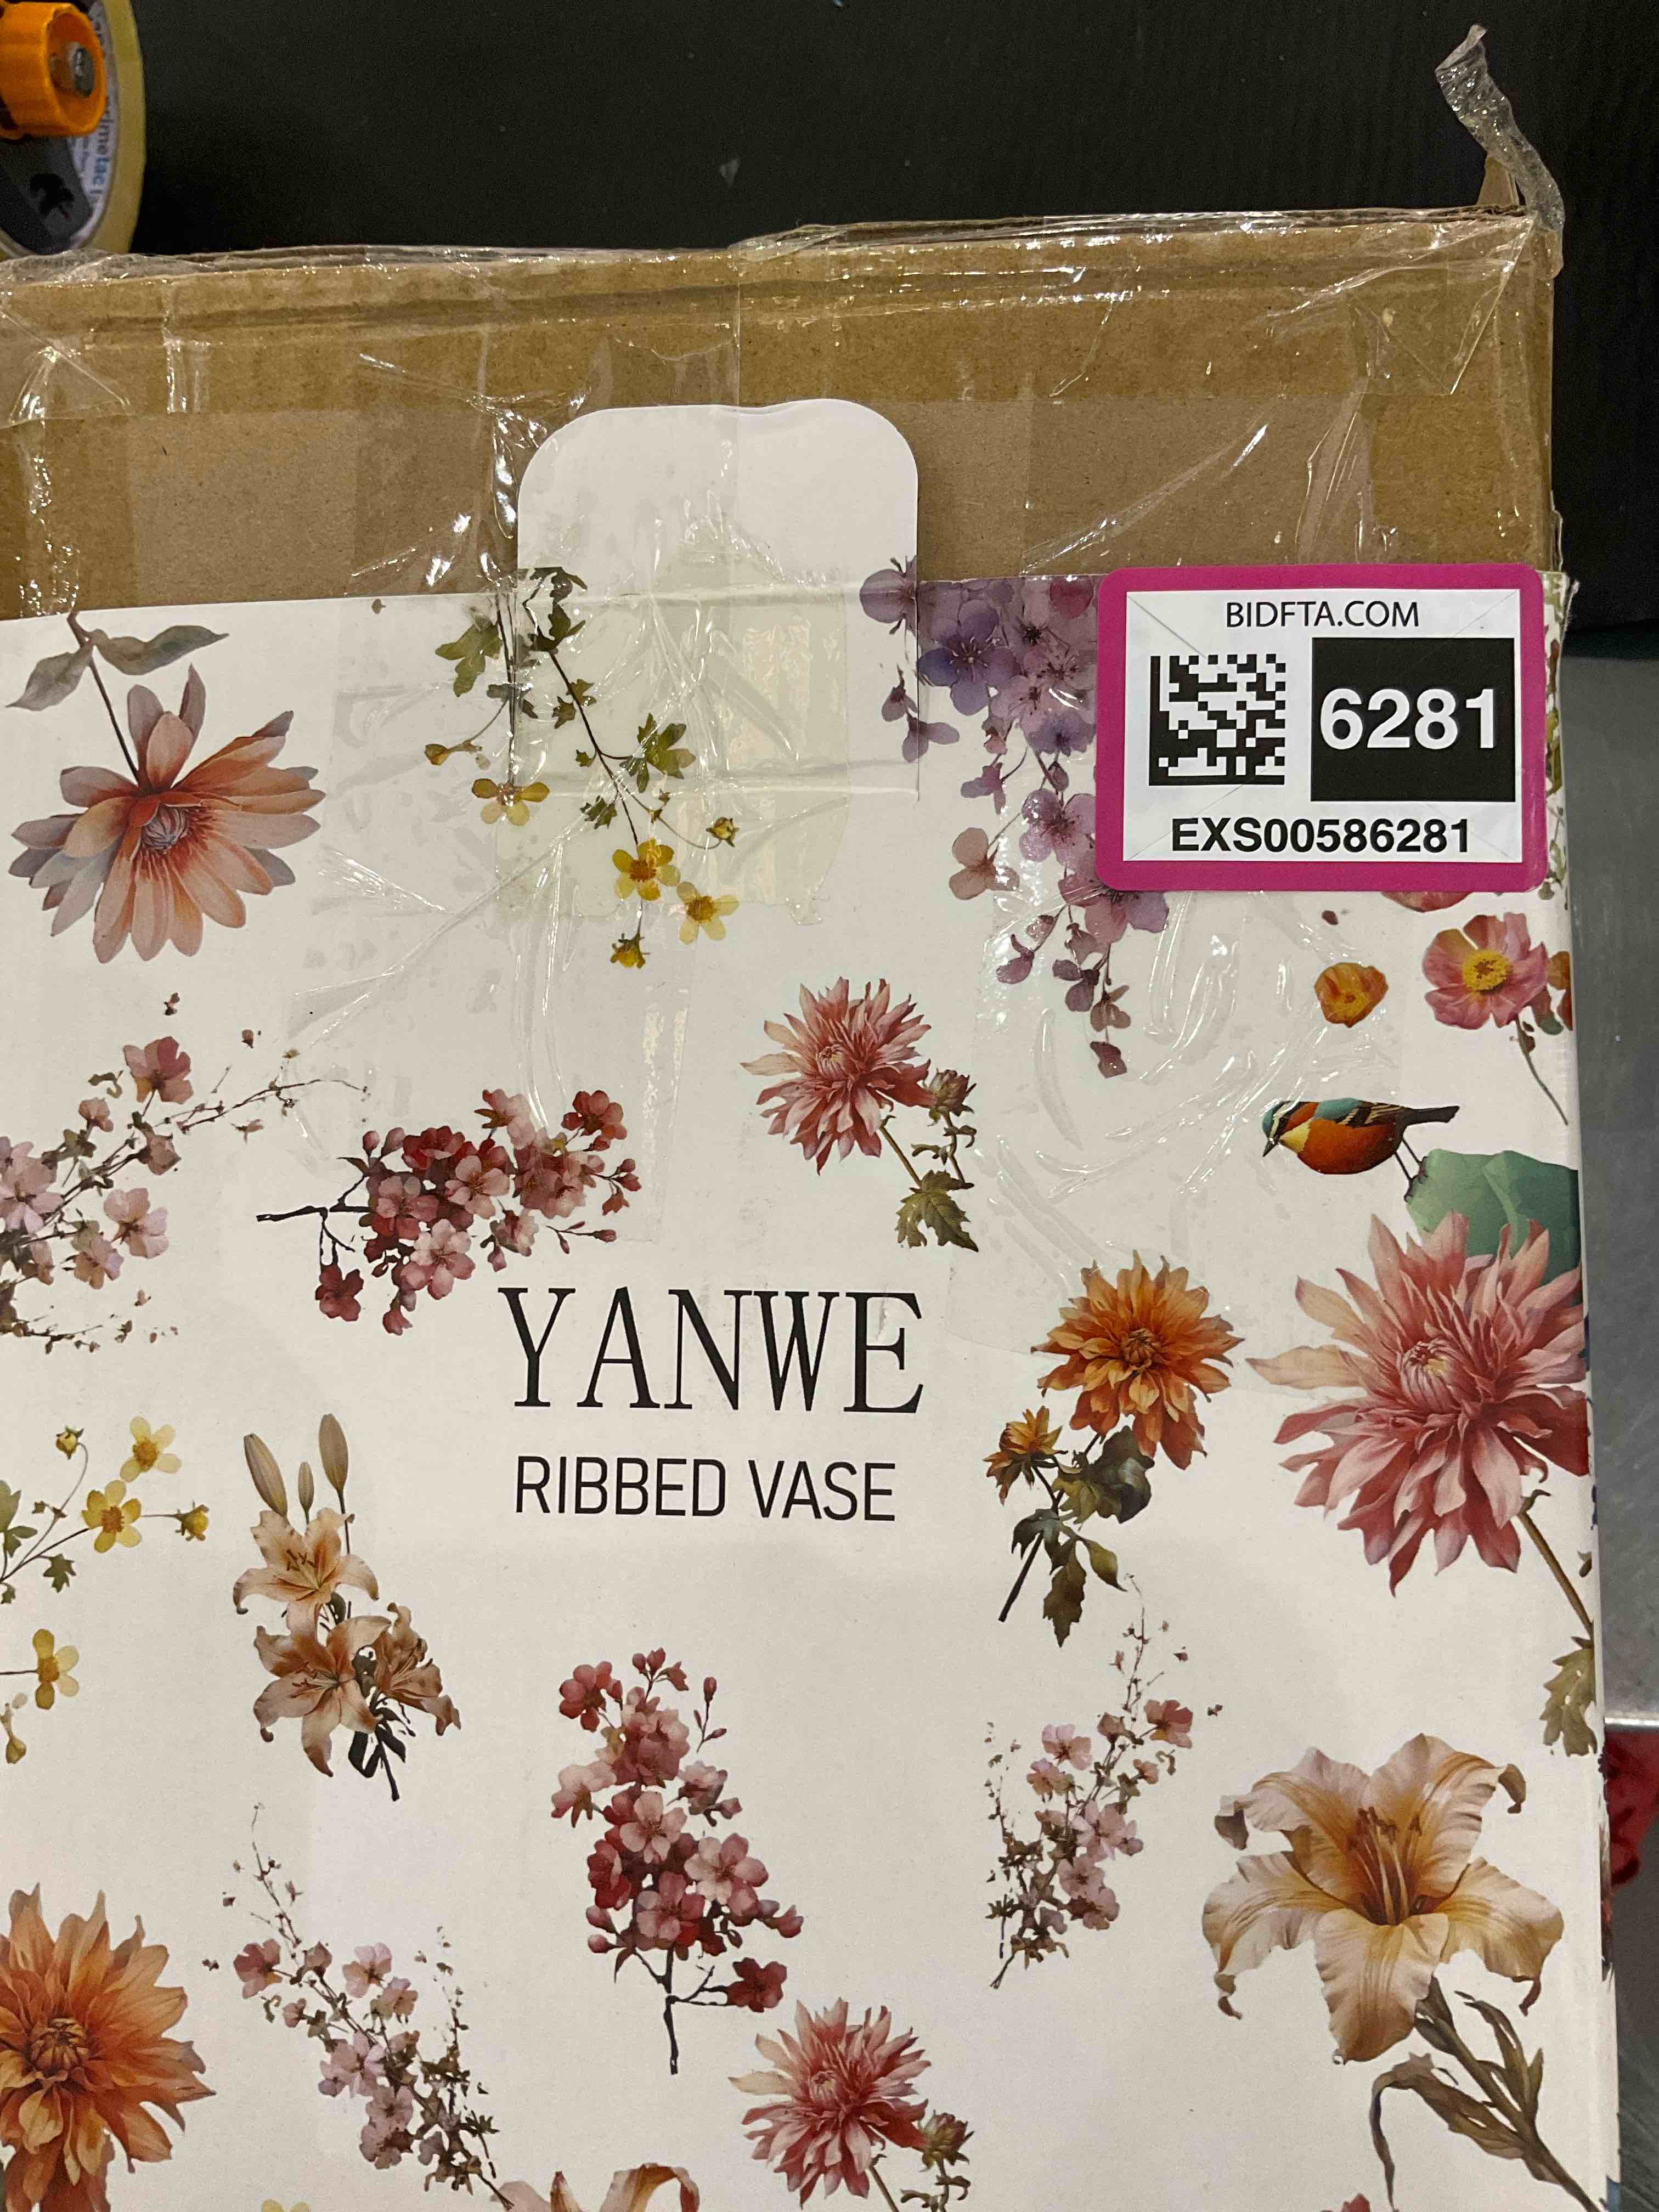 BIDFTA.COM
6281
EXS00586281
YANWE
RIBBED VASE